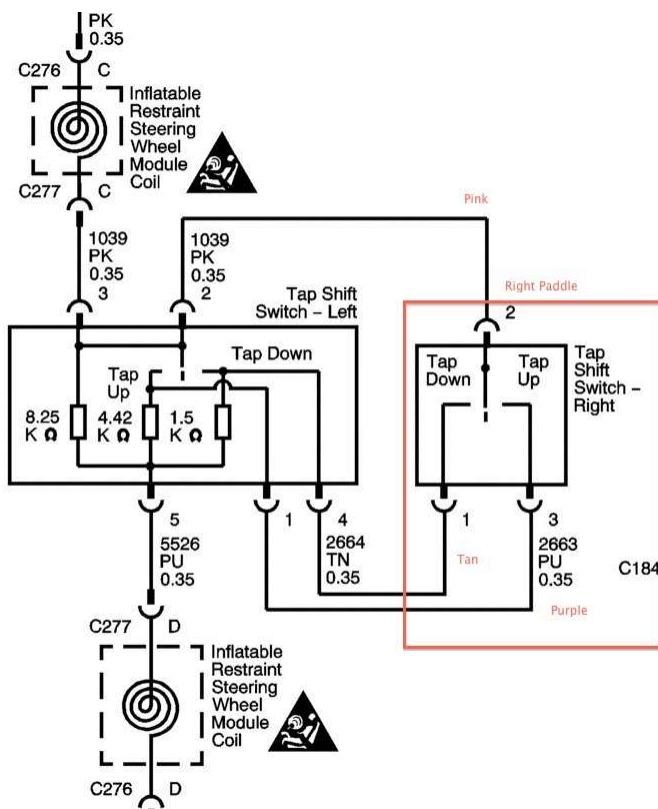 PK
0.35
C276 C
Inflatable
Restraint
Steering
Wheel
Module
Coil
C277 C
Pink
1039
PK
0.35
3
1039
PK
0.35
2
Tap Shift
Switch – Left
Right Paddle
2
Tap Down
Tap
Up
8.25
K Ω
4.42
K Ω
1.5
K Ω
Tap
Down
Tap
Up
Tap
Shift
Switch –
Right
5
1
4
1
3
5526
PU
0.35
2664
TN
0.35
Tan
2663
PU
0.35
C184
Purple
C277 D
Inflatable
Restraint
Steering
Wheel
Module
Coil
C276 D